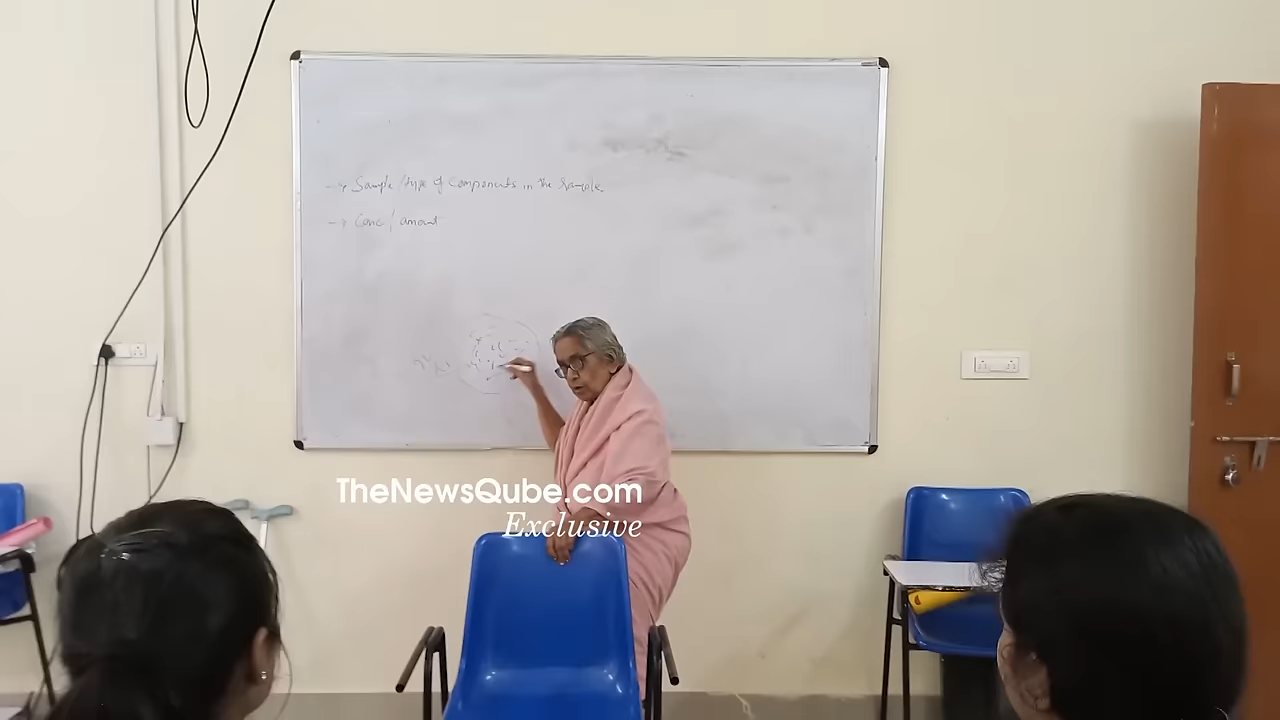 → Sample / type of Components in the Sample
→ Conc / amount
TheNewsQube.com
Exclusive